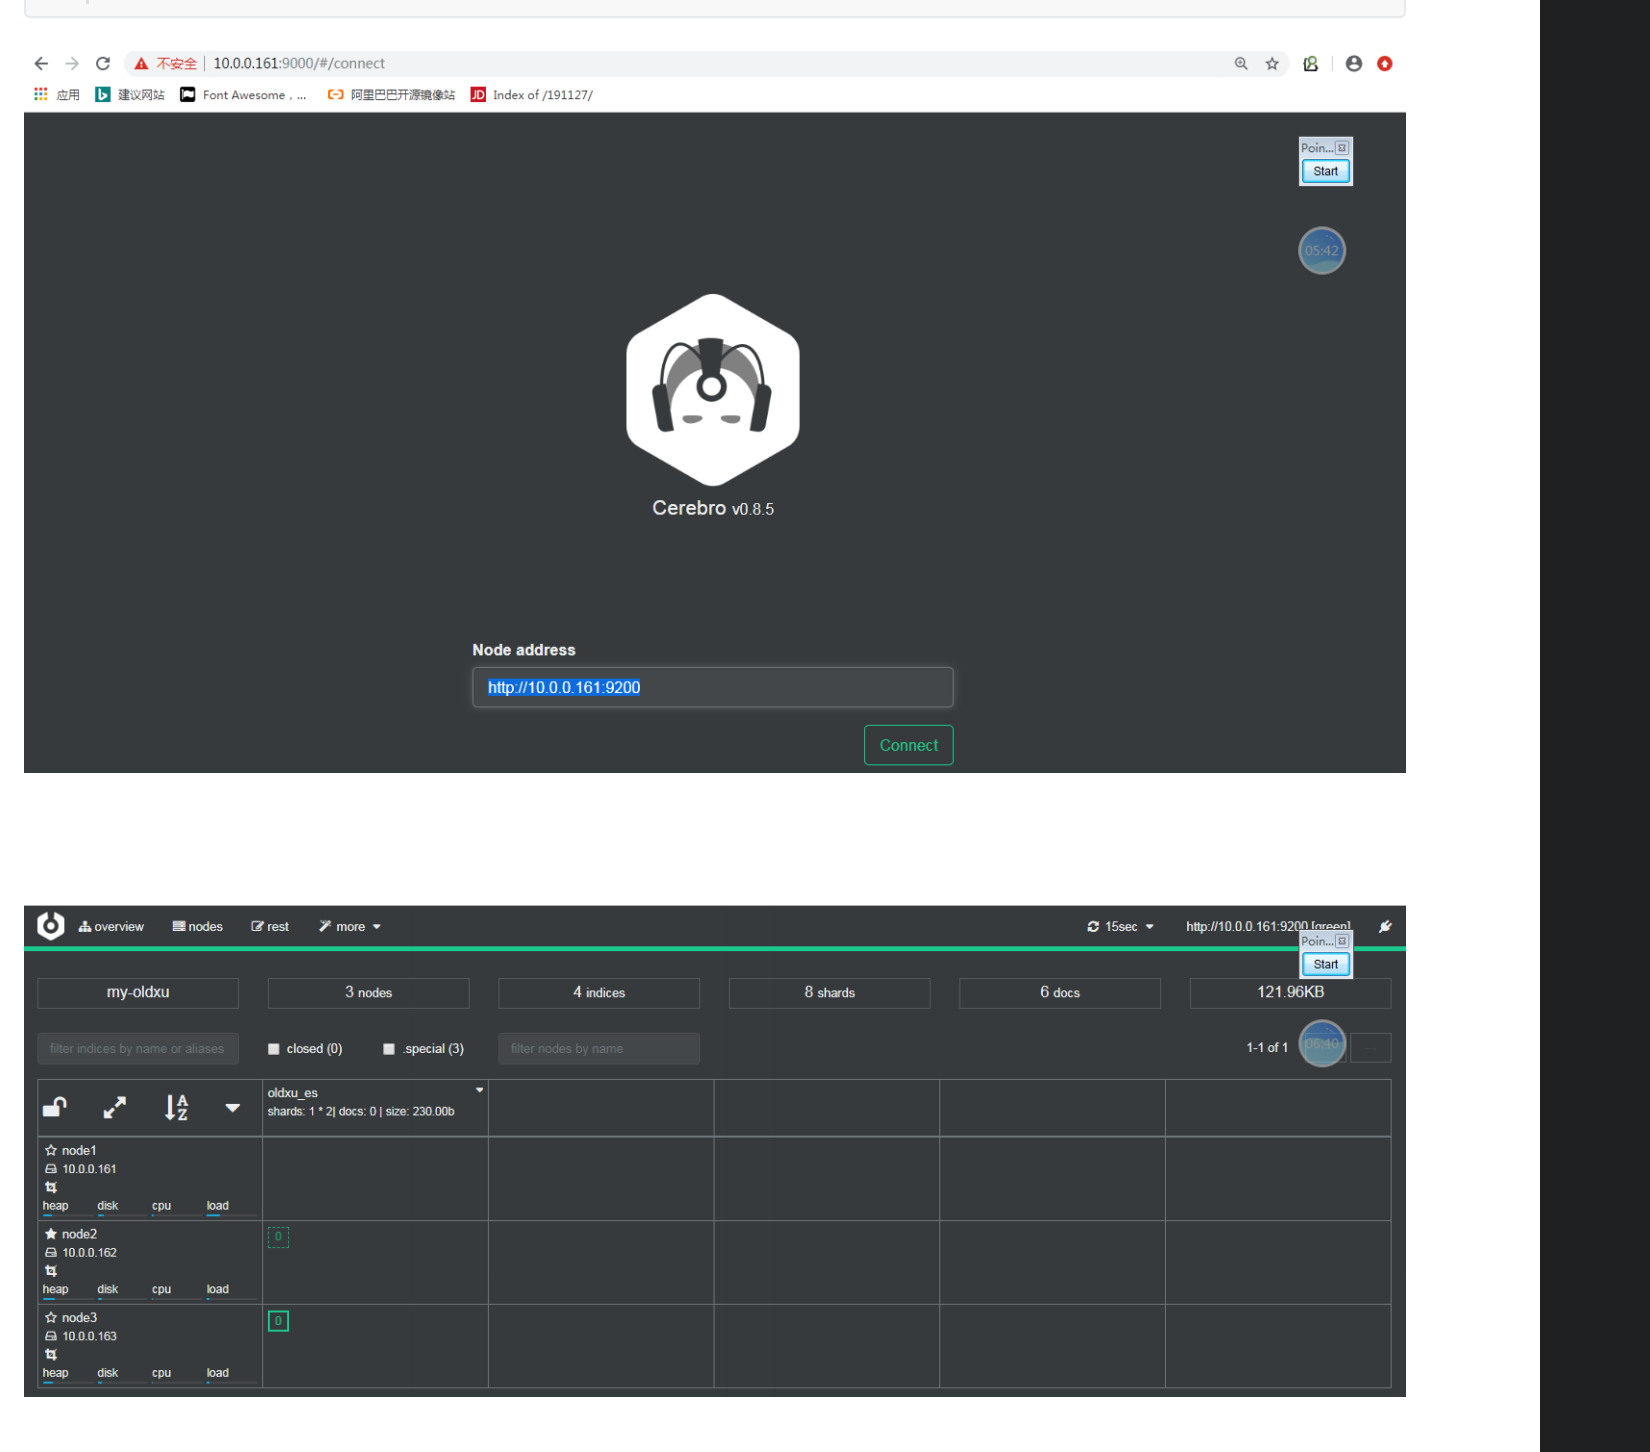 不安全 10.0.0.161:9000/#/connect
应用 建议网站 Font Awesome , ... 阿里巴巴开源镜像站 JD Index of /191127/
Poin...
Start
05:42
Cerebro v0.8.5
Node address
http://10.0.0.161:9200
Connect
overview nodes rest more 15sec http://10.0.0.161:9200 [green]
Poin...
Start
my-oldxu 3 nodes 4 indices 8 shards 6 docs 121.96KB
filter indices by name or aliases closed (0) .special (3) filter nodes by name 1-1 of 1 06:40
A
Z
oldxu_es
shards: 1 * 2| docs: 0 | size: 230.00b
node1
10.0.0.161
heap disk cpu load
node2
10.0.0.162
heap disk cpu load
0
node3
10.0.0.163
heap disk cpu load
0